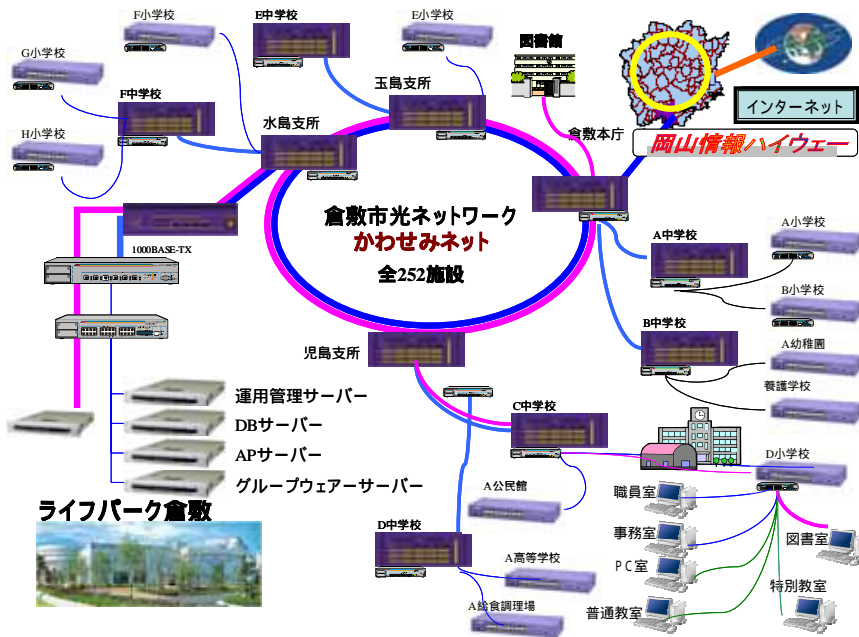 F小学校
E中学校
E小学校
図書館
G小学校
F中学校
玉島支所
水島支所
倉敷本庁
インターネット
岡山情報ハイウェー
H小学校
倉敷市光ネットワーク
かわせみネット
全252施設
1000BASE-TX
A中学校
A小学校
B小学校
B中学校
A幼稚園
養護学校
児島支所
運用管理サーバー
DBサーバー
APサーバー
グループウェアーサーバー
ライフパーク倉敷
C中学校
D小学校
A公民館
職員室
事務室
図書室
PC室
特別教室
普通教室
D中学校
A高等学校
A給食調理場